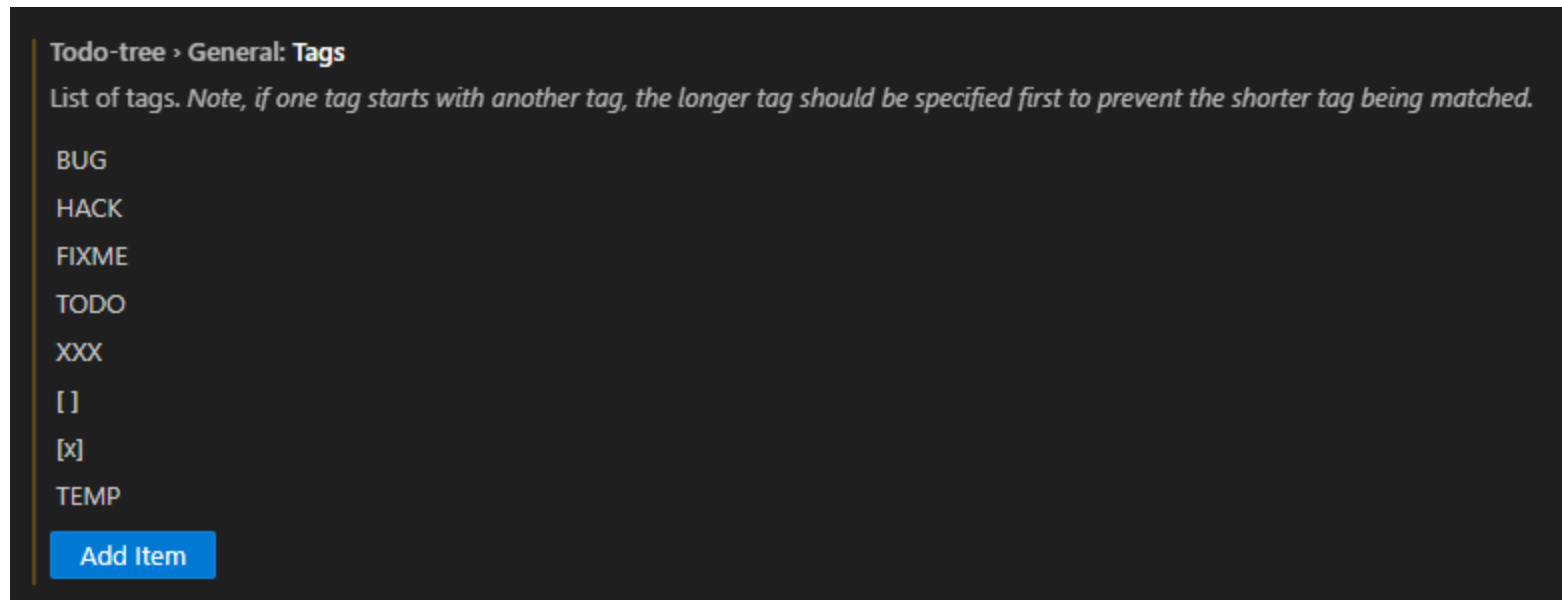 Todo-tree › General: Tags
List of tags. Note, if one tag starts with another tag, the longer tag should be specified first to prevent the shorter tag being matched.
BUG
HACK
FIXME
TODO
XXX
[ ]
[x]
TEMP
Add Item